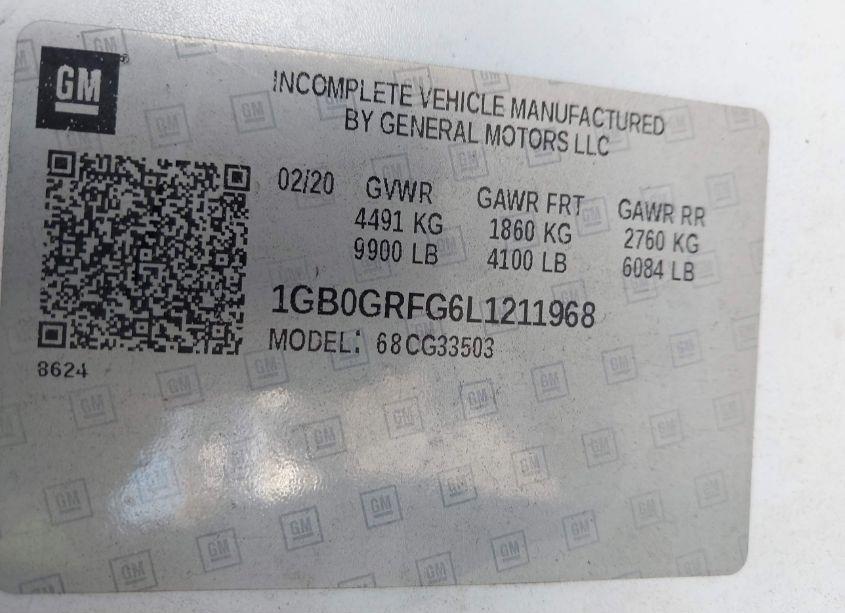 GM
INCOMPLETE VEHICLE MANUFACTURED
BY GENERAL MOTORS LLC
02/20 GVWR GAWR FRT GAWR RR
4491 KG 1860 KG 2760 KG
9900 LB 4100 LB 6084 LB
1GB0GRFG6L1211968
MODEL: 68CG33503
8624